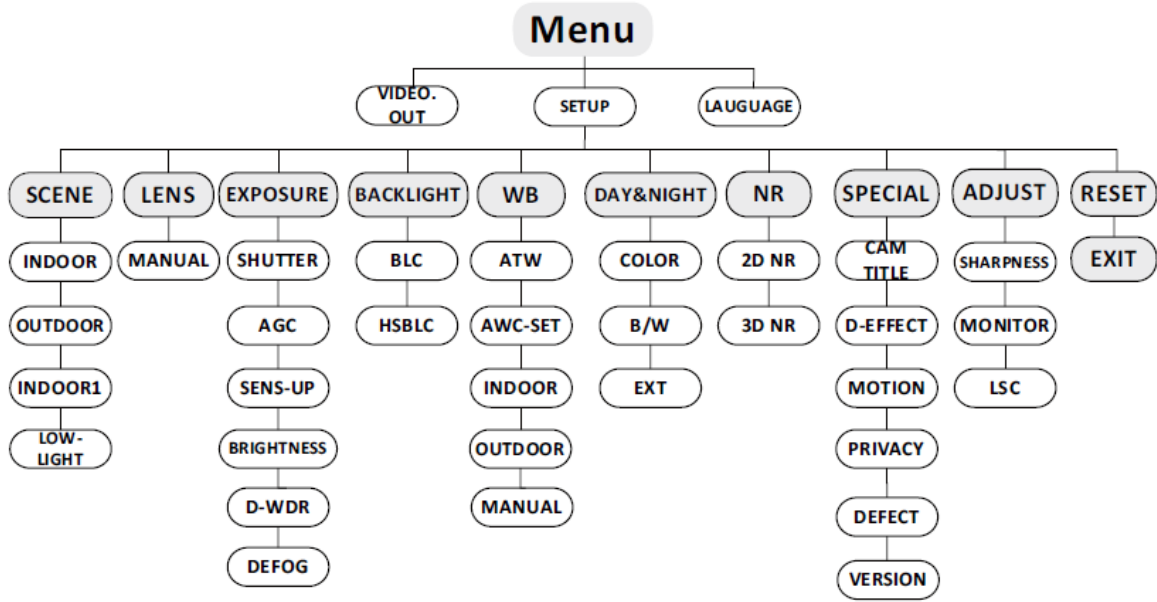 Menu
VIDEO.
OUT
SETUP
LAUGUAGE
SCENE
LENS
EXPOSURE
BACKLIGHT
WB
DAY&NIGHT
NR
SPECIAL
ADJUST
RESET
INDOOR
MANUAL
SHUTTER
BLC
ATW
COLOR
2D NR
CAM
TITLE
SHARPNESS
EXIT
OUTDOOR
AGC
HSBLC
AWC-SET
B/W
3D NR
D-EFFECT
MONITOR
INDOOR1
SENS-UP
INDOOR
EXT
MOTION
LSC
LOW-
LIGHT
BRIGHTNESS
OUTDOOR
PRIVACY
D-WDR
MANUAL
DEFECT
DEFOG
VERSION